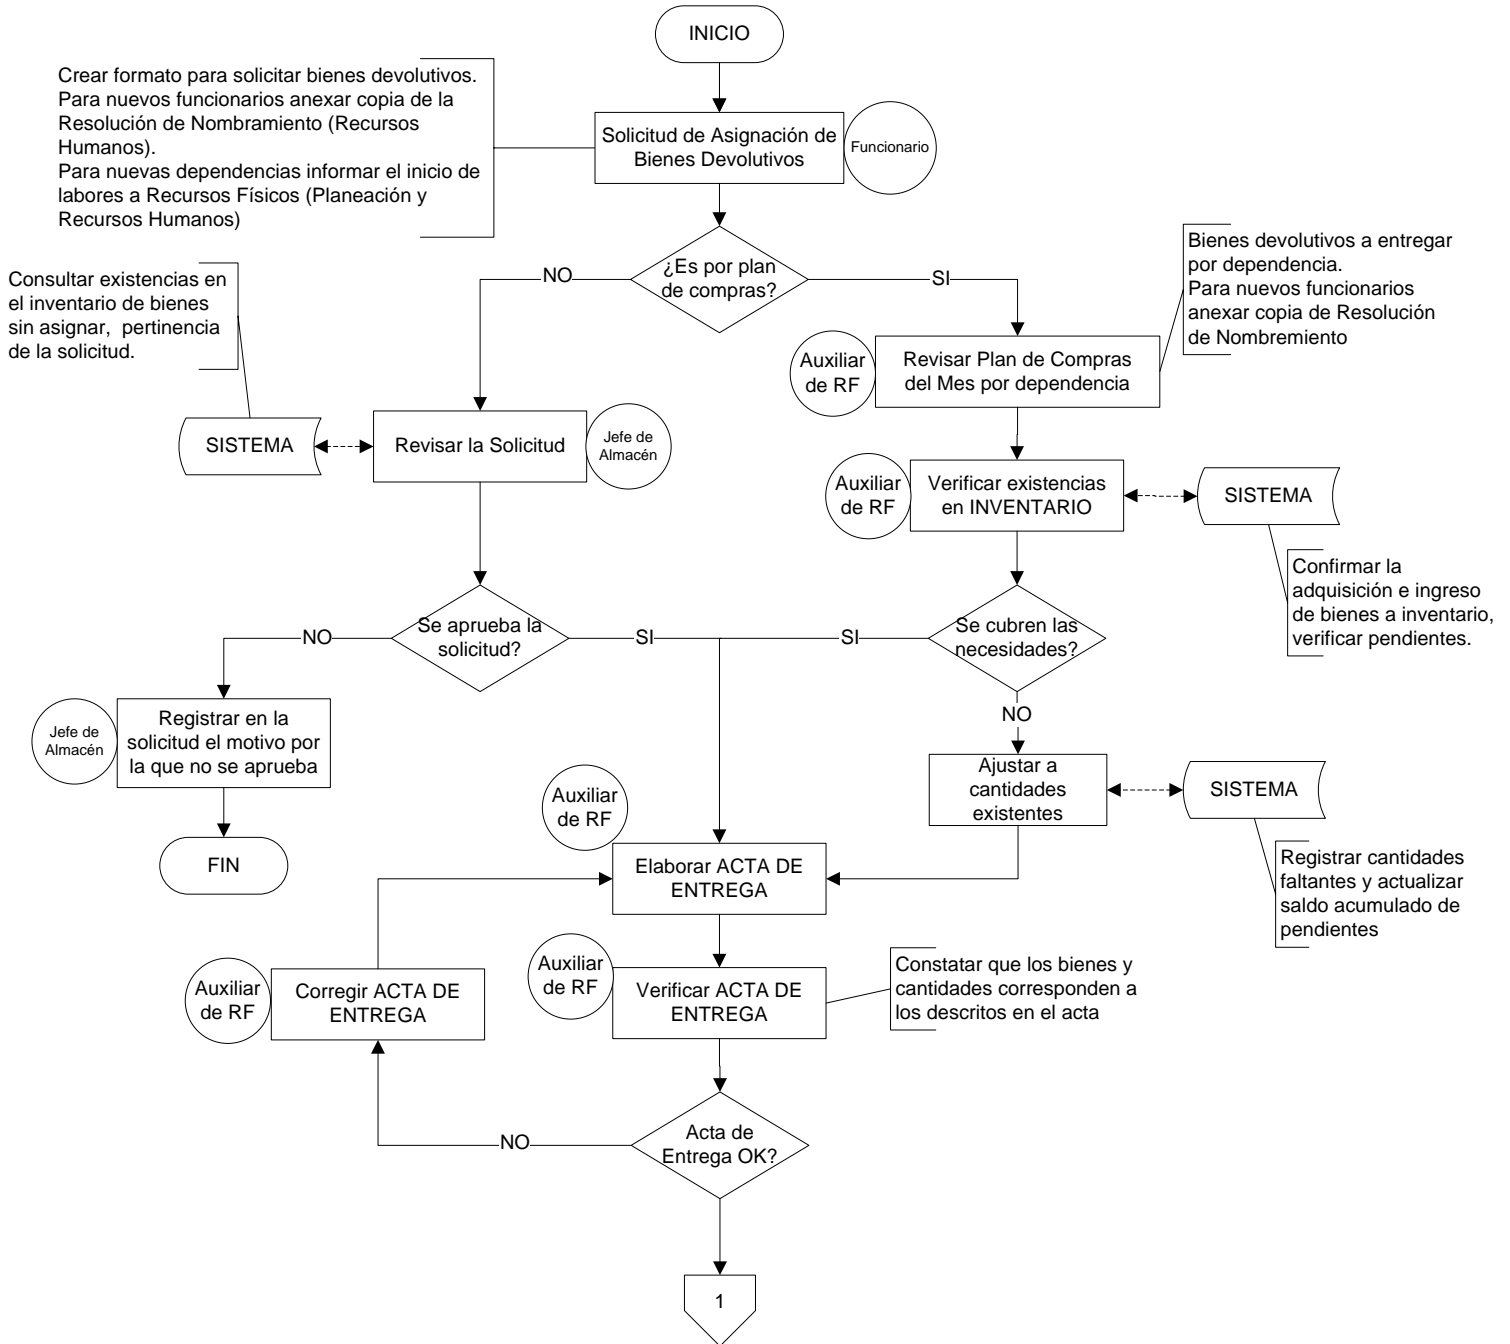 INICIO
Crear formato para solicitar bienes devolutivos.
Para nuevos funcionarios anexar copia de la
Resolución de Nombramiento (Recursos
Humanos).
Para nuevas dependencias informar el inicio de
labores a Recursos Físicos (Planeación y
Recursos Humanos)
Solicitud de Asignación de
Bienes Devolutivos
Funcionario
¿Es por plan
de compras?
NO
SI
Bienes devolutivos a entregar
por dependencia.
Para nuevos funcionarios
anexar copia de Resolución
de Nombremiento
Consultar existencias en
el inventario de bienes
sin asignar, pertinencia
de la solicitud.
Auxiliar
de RF
Revisar Plan de Compras
del Mes por dependencia
SISTEMA
Revisar la Solicitud
Jefe de
Almacén
Auxiliar
de RF
Verificar existencias
en INVENTARIO
SISTEMA
Confirmar la
adquisición e ingreso
de bienes a inventario,
verificar pendientes.
Se aprueba la
solicitud?
NO
SI
SI
Se cubren las
necesidades?
NO
Jefe de
Almacén
Registrar en la
solicitud el motivo por
la que no se aprueba
Ajustar a
cantidades
existentes
SISTEMA
Auxiliar
de RF
FIN
Elaborar ACTA DE
ENTREGA
Registrar cantidades
faltantes y actualizar
saldo acumulado de
pendientes
Auxiliar
de RF
Corregir ACTA DE
ENTREGA
Auxiliar
de RF
Verificar ACTA DE
ENTREGA
Constatar que los bienes y
cantidades corresponden a
los descritos en el acta
NO
Acta de
Entrega OK?
1